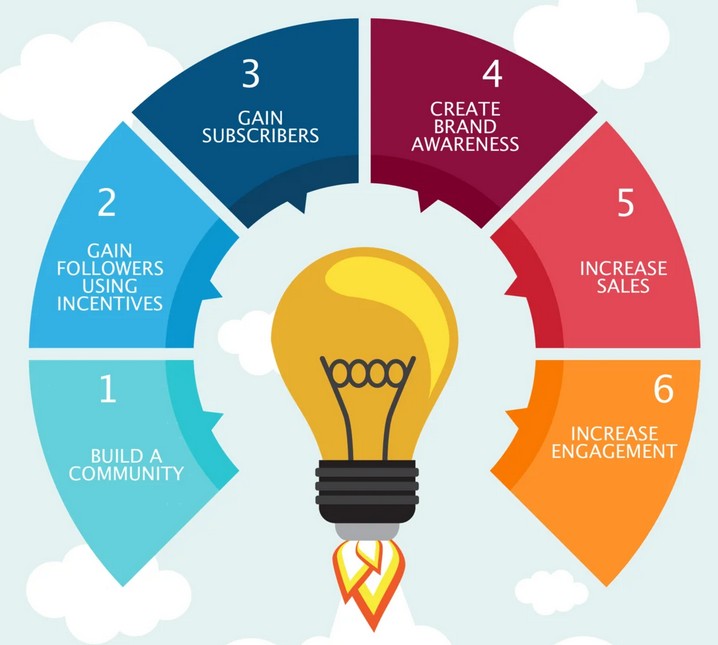 1
BUILD A
COMMUNITY
2
GAIN
FOLLOWERS
USING
INCENTIVES
3
GAIN
SUBSCRIBERS
4
CREATE
BRAND
AWARENESS
5
INCREASE
SALES
6
INCREASE
ENGAGEMENT